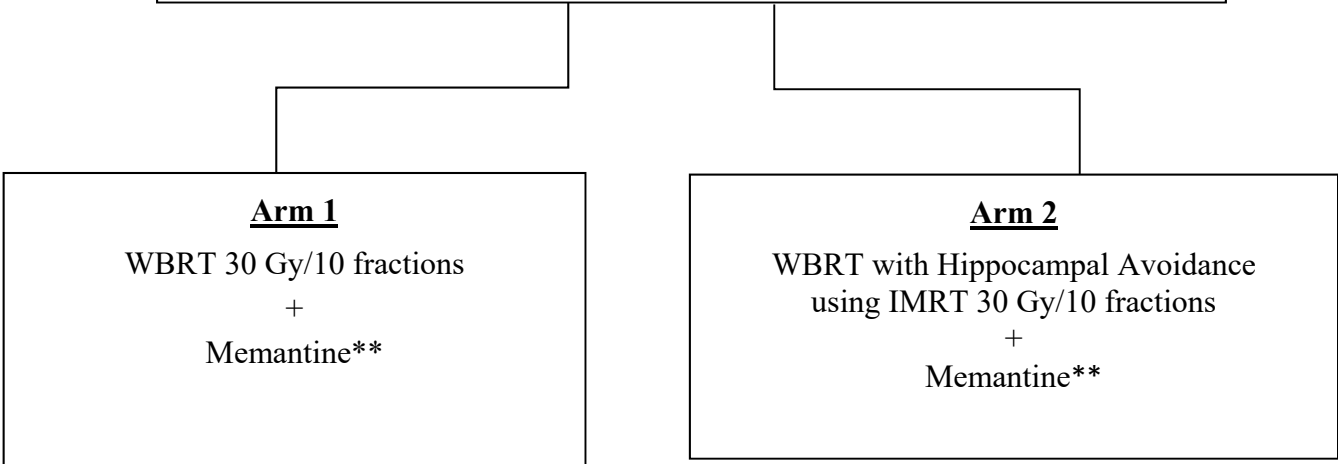 Arm 1
WBRT 30 Gy/10 fractions
+
Memantine**
Arm 2
WBRT with Hippocampal Avoidance
using IMRT 30 Gy/10 fractions
+
Memantine**